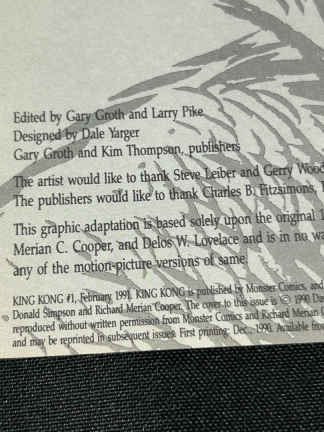 Edited by Gary Groth and Larry Pike
Designed by Dale Yarger
Gary Groth and Kim Thompson, publishers
The artist would like to thank Steve Leiber and Gerry Wood
The publishers would like to thank Charles B. Fitzsimons,
This graphic adaptation is based solely upon the original 1
Merian C. Cooper, and Delos W. Lovelace and is in no wa
any of the motion-picture versions of same.
KING KONG #1, February, 1991. KING KONG is published by Monster Comics, and
Donald Simpson and Richard Merian Cooper. The cover to this issue is © 1990 Da
reproduced without written permission from Monster Comics and Richard Merian
and may be reprinted in subsequent issues. First printing: Dec., 1990. Available fro